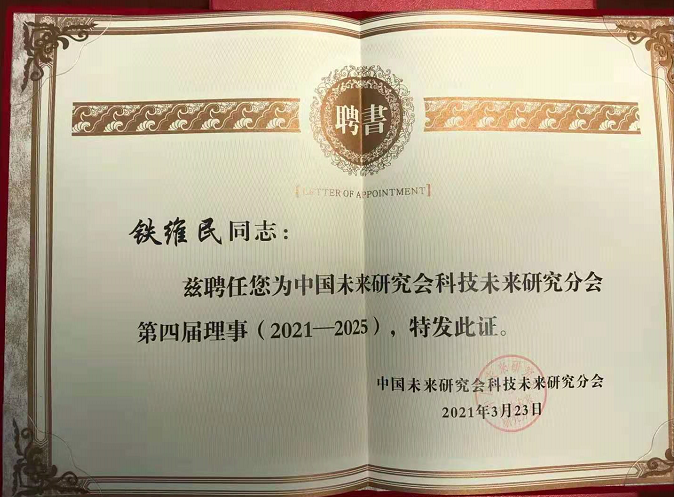 聘書
【LETTER OF APPOINTMENT】
铁维民同志：
兹聘任您为中国未来研究会科技未来研究分会
第四届理事（2021—2025），特发此证。
中国未来研究会科技未来研究分会
2021年3月23日